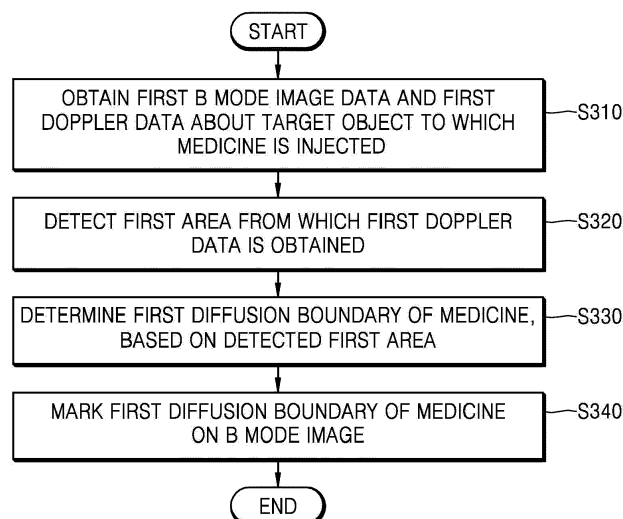 START
OBTAIN FIRST B MODE IMAGE DATA AND FIRST
DOPPLER DATA ABOUT TARGET OBJECT TO WHICH
MEDICINE IS INJECTED
S310
DETECT FIRST AREA FROM WHICH FIRST DOPPLER
DATA IS OBTAINED
S320
DETERMINE FIRST DIFFUSION BOUNDARY OF MEDICINE,
BASED ON DETECTED FIRST AREA
S330
MARK FIRST DIFFUSION BOUNDARY OF MEDICINE
ON B MODE IMAGE
S340
END